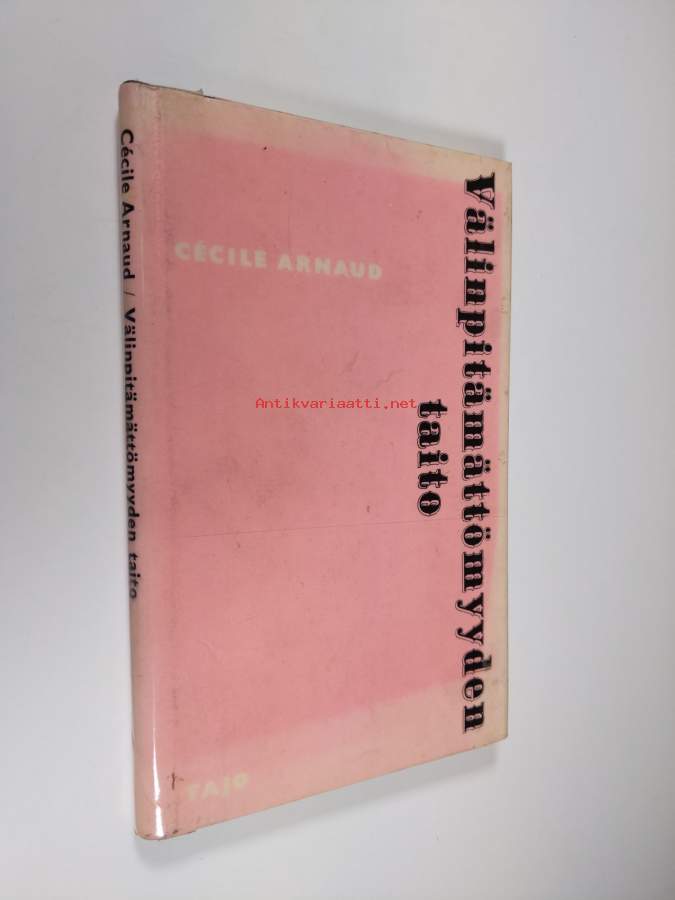 Cécile Arnaud / Välinpitämättömyyden taito
CÉCILE ARNAUD
Välinpitämättömyyden
taito
Antikvariaatti.net
TAJO